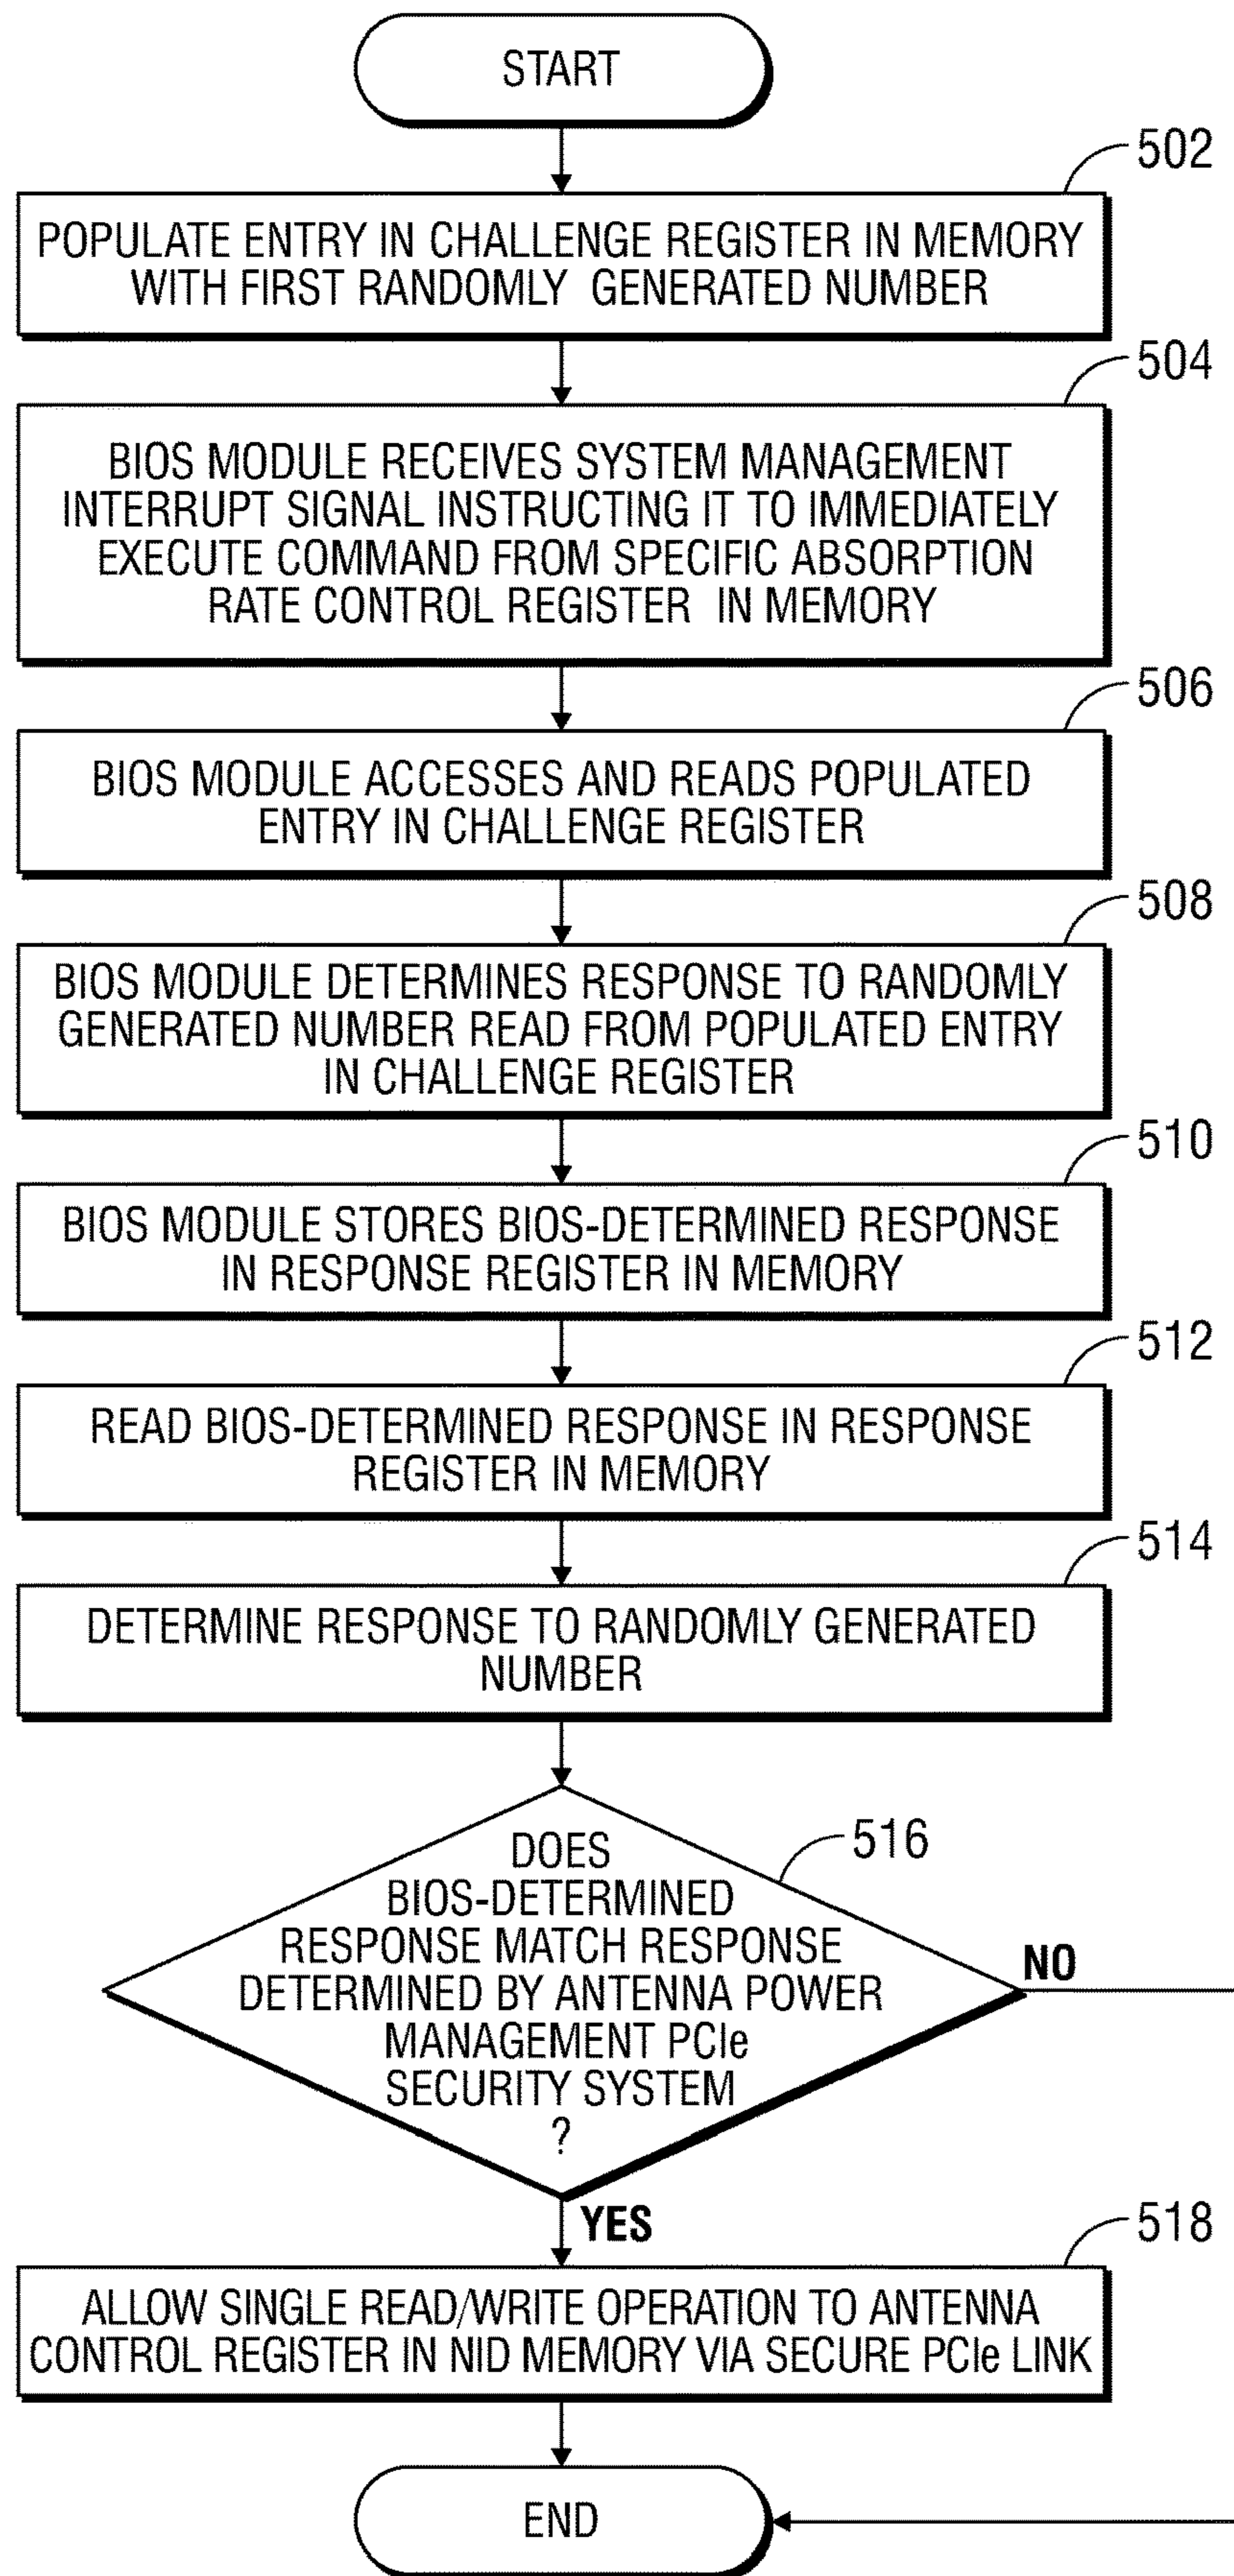 START
502
POPULATE ENTRY IN CHALLENGE REGISTER IN MEMORY
WITH FIRST RANDOMLY GENERATED NUMBER
504
BIOS MODULE RECEIVES SYSTEM MANAGEMENT
INTERRUPT SIGNAL INSTRUCTING IT TO IMMEDIATELY
EXECUTE COMMAND FROM SPECIFIC ABSORPTION
RATE CONTROL REGISTER IN MEMORY
506
BIOS MODULE ACCESSES AND READS POPULATED
ENTRY IN CHALLENGE REGISTER
508
BIOS MODULE DETERMINES RESPONSE TO RANDOMLY
GENERATED NUMBER READ FROM POPULATED ENTRY
IN CHALLENGE REGISTER
510
BIOS MODULE STORES BIOS-DETERMINED RESPONSE
IN RESPONSE REGISTER IN MEMORY
512
READ BIOS-DETERMINED RESPONSE IN RESPONSE
REGISTER IN MEMORY
514
DETERMINE RESPONSE TO RANDOMLY GENERATED
NUMBER
516
DOES
BIOS-DETERMINED
RESPONSE MATCH RESPONSE
DETERMINED BY ANTENNA POWER
MANAGEMENT PCIe
SECURITY SYSTEM
?
NO
YES
518
ALLOW SINGLE READ/WRITE OPERATION TO ANTENNA
CONTROL REGISTER IN NID MEMORY VIA SECURE PCIe LINK
END